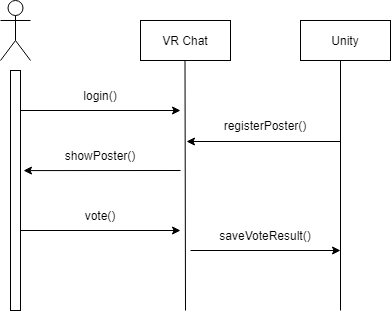 VR Chat
Unity
login()
registerPoster()
showPoster()
vote()
saveVoteResult()